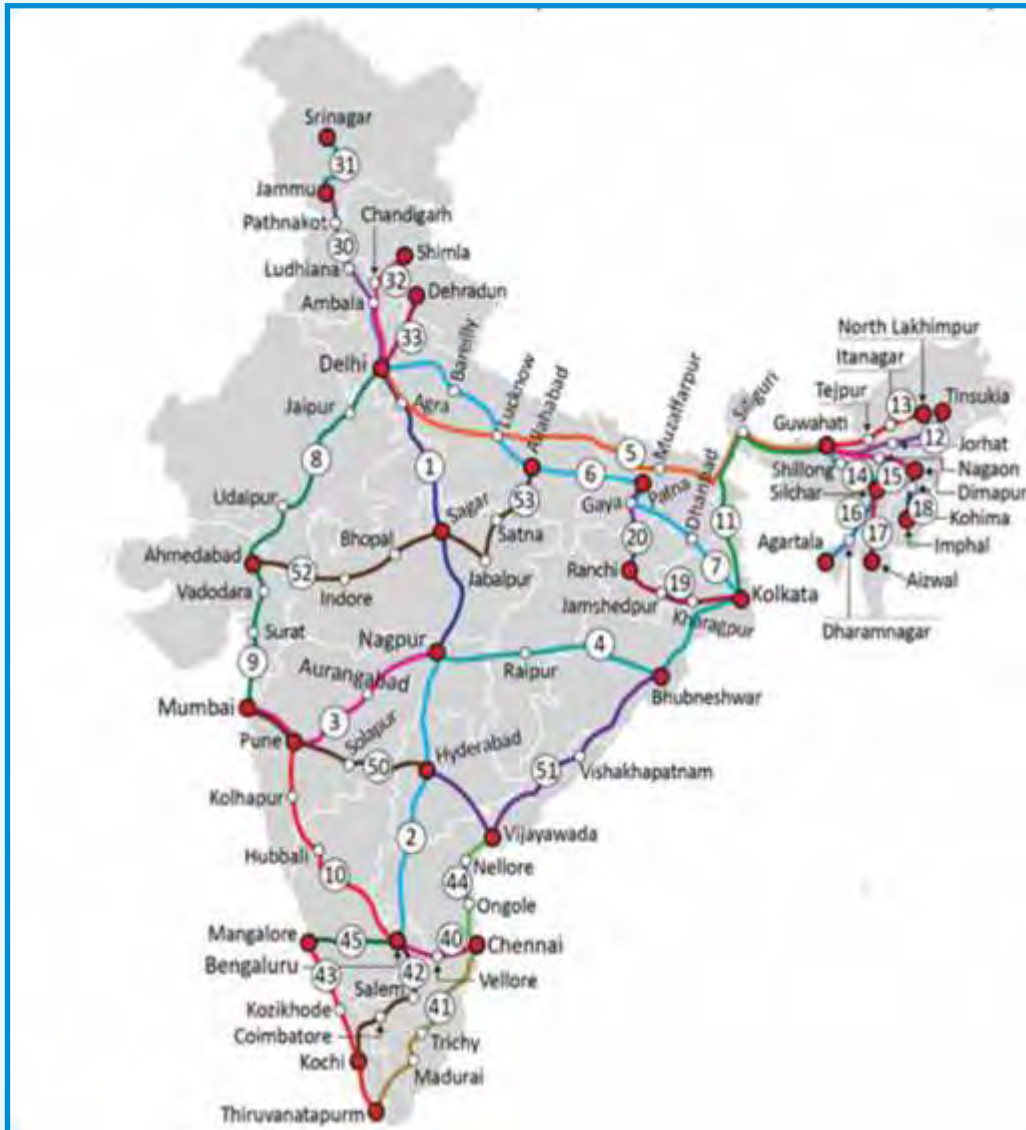 Srinagar
31
Jammu
Chandigarh
Pathnakot
30
Shimla
Ludhiana
32
Dehradun
Ambala
33
North Lakhimpur
Itanagar
Delhi
Bareilly
Tejpur
13
Tinsukia
Jaipur
Agra
Lucknow
Allahabad
Muzaffarpur
Guwahati
12
Jorhat
8
1
5
6
Shillong
14
15
Nagaon
Udaipur
Sagar
53
Gaya
Patna
Dhanbad
11
Silchar
16
18
Dimapur
Bhopal
Satna
20
17
Kohima
Ahmedabad
52
Jabalpur
Ranchi
19
7
Agartala
Imphal
Vadodara
Indore
Jamshedpur
Kharagpur
Kolkata
Aizwal
Surat
Nagpur
4
Dharamnagar
9
Aurangabad
Raipur
Bhubneshwar
Mumbai
3
Pune
Solapur
50
Hyderabad
51
Vishakhapatnam
Kolhapur
2
Vijayawada
Hubbali
10
Nellore
44
Ongole
Mangalore
45
40
Chennai
Bengaluru
42
Vellore
43
Salem
41
Kozikhode
Coimbatore
Trichy
Kochi
Madurai
Thiruvanatapurm